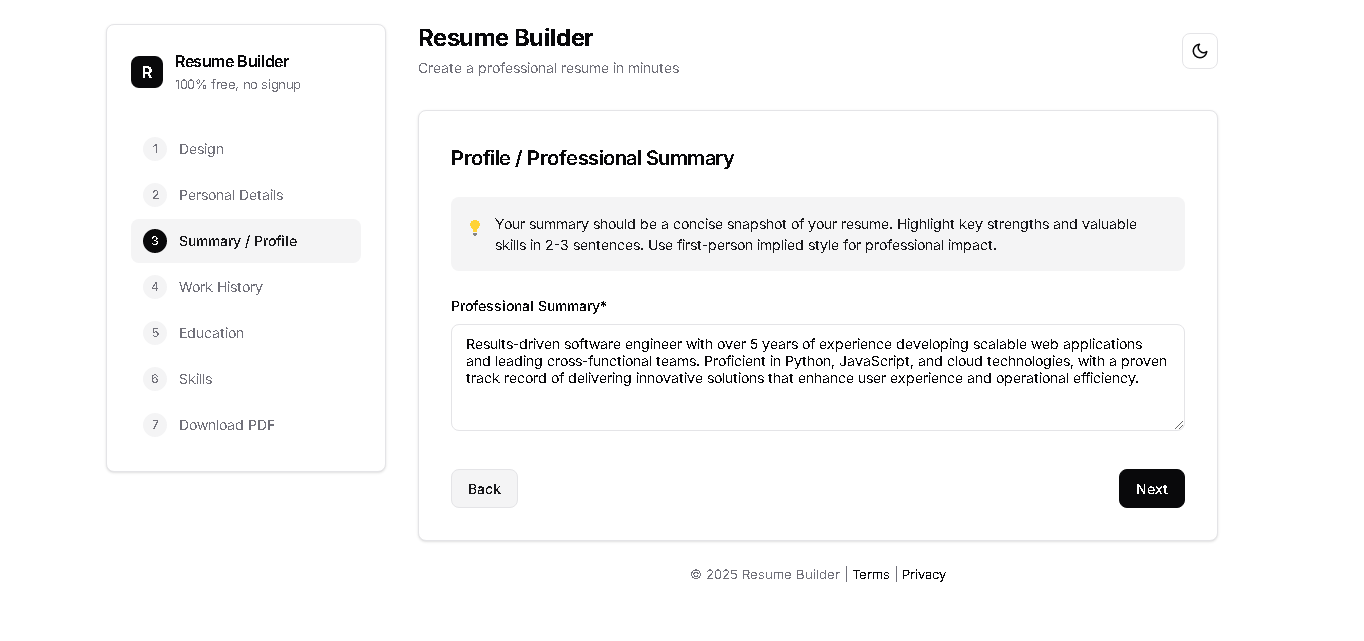 R
Resume Builder
100% free, no signup
1 Design
2 Personal Details
3 Summary / Profile
4 Work History
5 Education
6 Skills
7 Download PDF
Resume Builder
Create a professional resume in minutes
Profile / Professional Summary
Your summary should be a concise snapshot of your resume. Highlight key strengths and valuable
skills in 2-3 sentences. Use first-person implied style for professional impact.
Professional Summary*
Results-driven software engineer with over 5 years of experience developing scalable web applications
and leading cross-functional teams. Proficient in Python, JavaScript, and cloud technologies, with a proven
track record of delivering innovative solutions that enhance user experience and operational efficiency.
Back
Next
© 2025 Resume Builder | Terms | Privacy